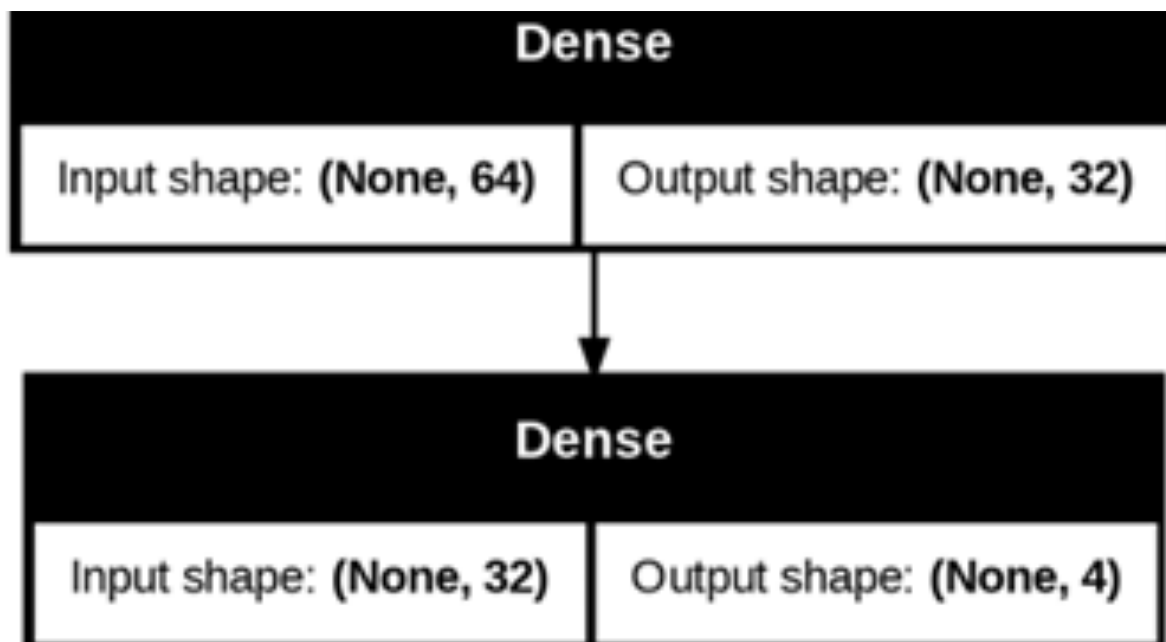 Dense
Input shape: (None, 64) Output shape: (None, 32)
Dense
Input shape: (None, 32) Output shape: (None, 4)